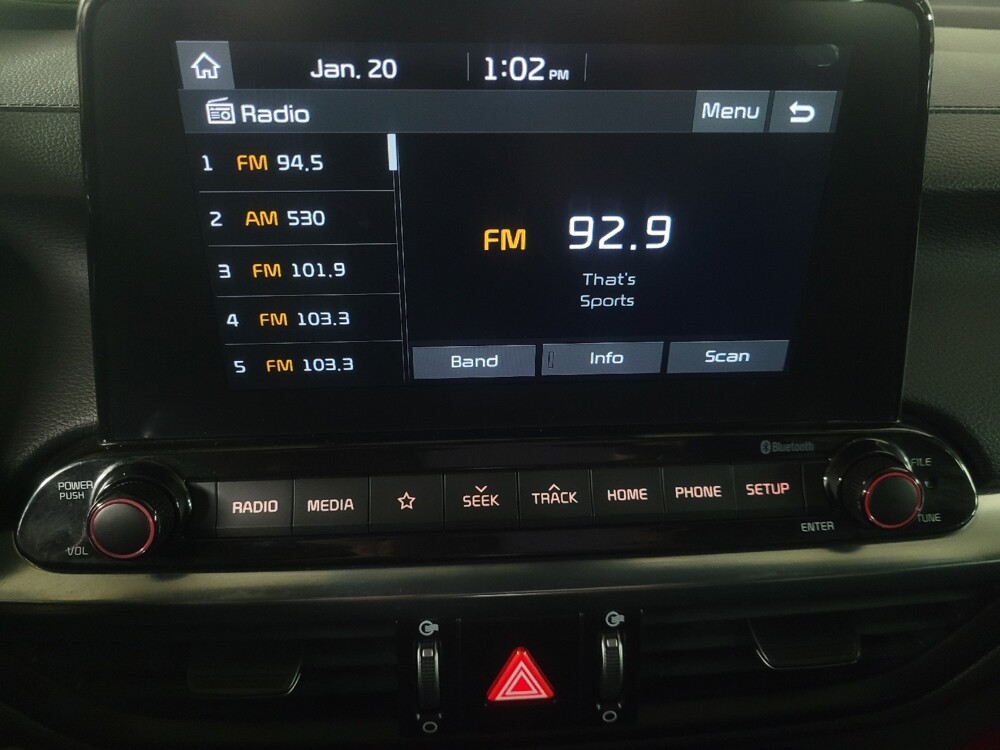 Jan. 20 1:02 PM
Radio Menu
1 FM 94.5
2 AM 530
3 FM 101.9
4 FM 103.3
5 FM 103.3
FM 92.9
That's
Sports
Band Info Scan
Bluetooth
POWER
PUSH
VOL
RADIO MEDIA SEEK TRACK HOME PHONE SETUP
FILE
TUNE
ENTER